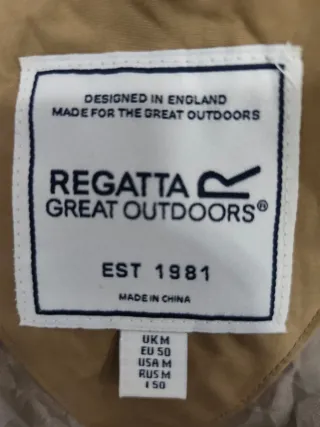 DESIGNED IN ENGLAND
MADE FOR THE GREAT OUTDOORS
REGATTA
GREAT OUTDOORS®
EST 1981
MADE IN CHINA
UK M
EU 50
USA M
RUS M
I 50